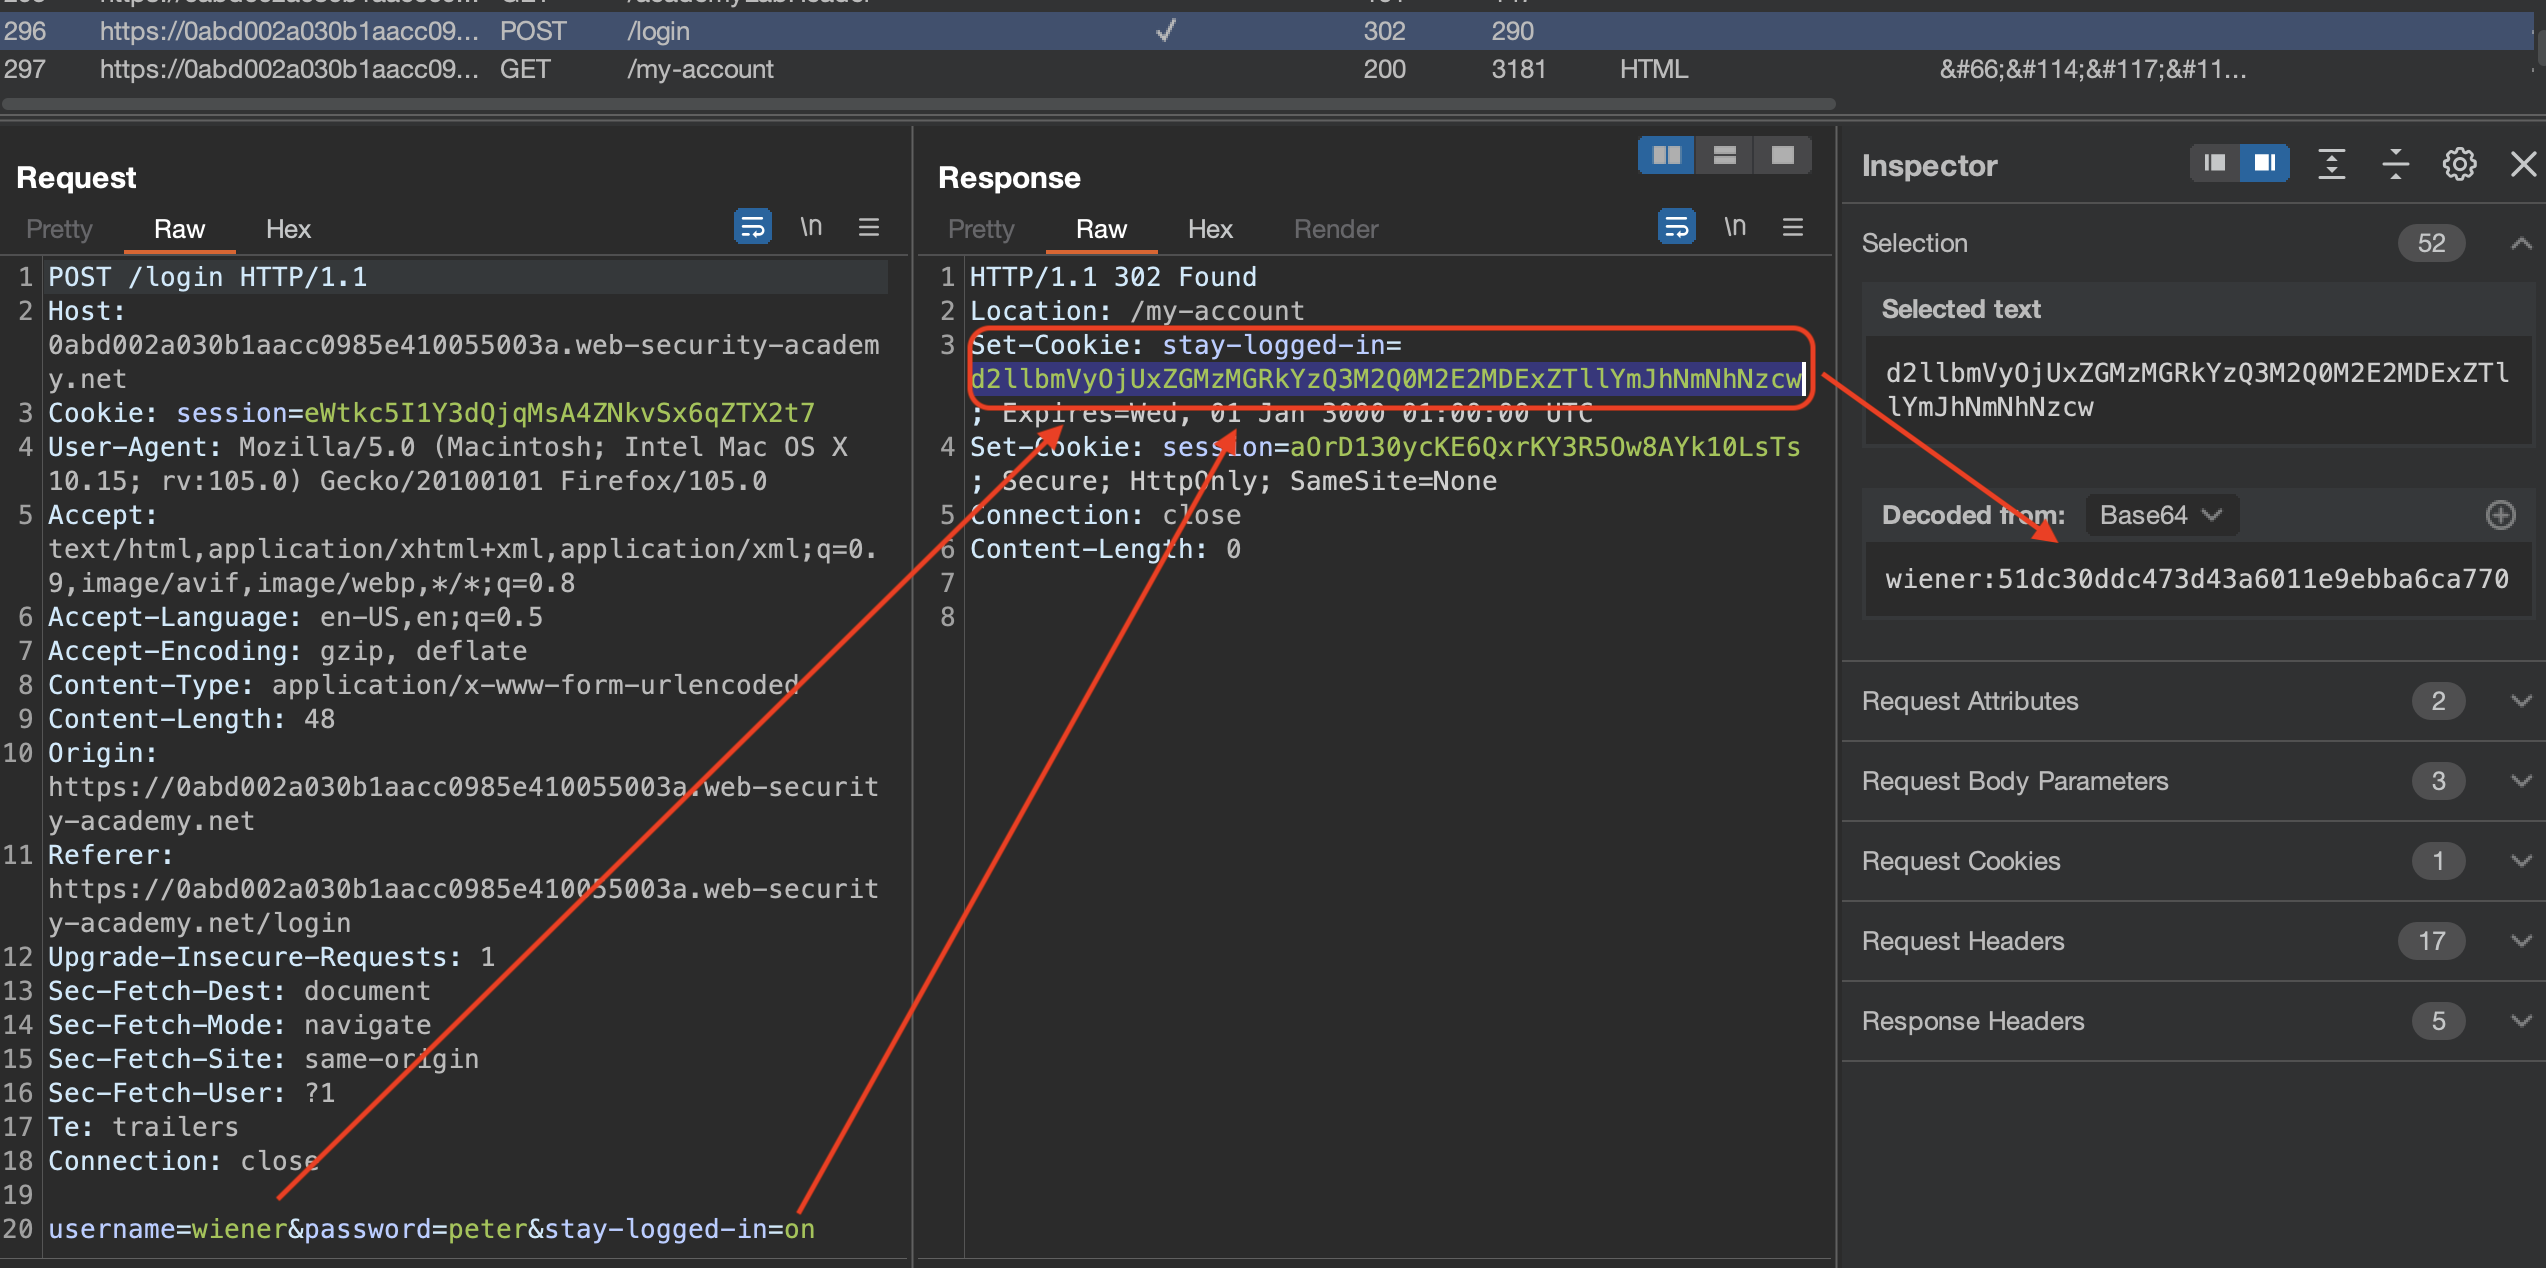 296 https://0abd002a030b1aacc09... POST /login ✓ 302 290
297 https://0abd002a030b1aacc09... GET /my-account 200 3181 HTML &#66;&#114;&#117;&#11...
Request
Pretty Raw Hex \n
1 POST /login HTTP/1.1
2 Host:
0abd002a030b1aacc0985e410055003a.web-security-academ
y.net
3 Cookie: session=eWtkc5I1Y3dQjqMsA4ZNkvSx6qZTX2t7
4 User-Agent: Mozilla/5.0 (Macintosh; Intel Mac OS X
10.15; rv:105.0) Gecko/20100101 Firefox/105.0
5 Accept:
text/html,application/xhtml+xml,application/xml;q=0.
9,image/avif,image/webp,*/*;q=0.8
6 Accept-Language: en-US,en;q=0.5
7 Accept-Encoding: gzip, deflate
8 Content-Type: application/x-www-form-urlencoded
9 Content-Length: 48
10 Origin:
https://0abd002a030b1aacc0985e410055003a.web-securit
y-academy.net
11 Referer:
https://0abd002a030b1aacc0985e410055003a.web-securit
y-academy.net/login
12 Upgrade-Insecure-Requests: 1
13 Sec-Fetch-Dest: document
14 Sec-Fetch-Mode: navigate
15 Sec-Fetch-Site: same-origin
16 Sec-Fetch-User: ?1
17 Te: trailers
18 Connection: close
19
20 username=wiener&password=peter&stay-logged-in=on
Response
Pretty Raw Hex Render \n
1 HTTP/1.1 302 Found
2 Location: /my-account
3 Set-Cookie: stay-logged-in=
d2llbmVyOjUxZGMzMGRkYzQ3M2Q0M2E2MDExZTllYmJhNmNhNzcw
; Expires=Wed, 01 Jan 3000 01:00:00 UTC
4 Set-Cookie: session=aOrD130ycKE6QxrKY3R5Ow8AYk10LsTs
; Secure; HttpOnly; SameSite=None
5 Connection: close
6 Content-Length: 0
7
8
Inspector
Selection 52
Selected text
d2llbmVyOjUxZGMzMGRkYzQ3M2Q0M2E2MDExZTl
lYmJhNmNhNzcw
Decoded from: Base64
wiener:51dc30ddc473d43a6011e9ebba6ca770
Request Attributes 2
Request Body Parameters 3
Request Cookies 1
Request Headers 17
Response Headers 5